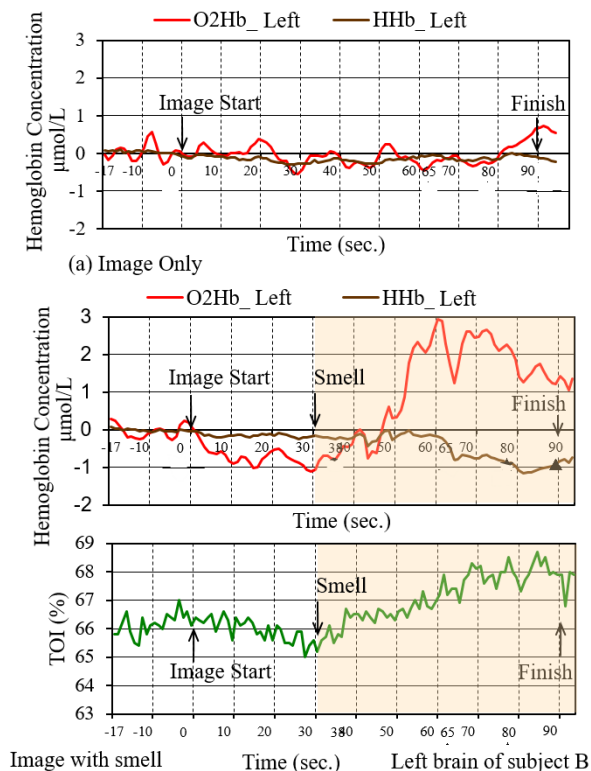 O2Hb_ Left HHb_ Left
Hemoglobin Concentration
μmol/L
3
2
1
0
-1
-2
Image Start
Finish
-17 -10 0 10 20 30 40 50 60 65 70 80 90
Time (sec.)
(a) Image Only
O2Hb_ Left HHb_Left
Hemoglobin Concentration
μmol/L
3
2
1
0
-1
-2
Image Start
Smell
Finish
-17 -10 0 10 20 30 38 40 50 60 65 70 80 90
Time (sec.)
TOI (%)
69
68
67
66
65
64
63
Smell
Image Start
Finish
-17 -10 0 10 20 30 38 40 50 60 65 70 80 90
Image with smell Time (sec.) Left brain of subject B